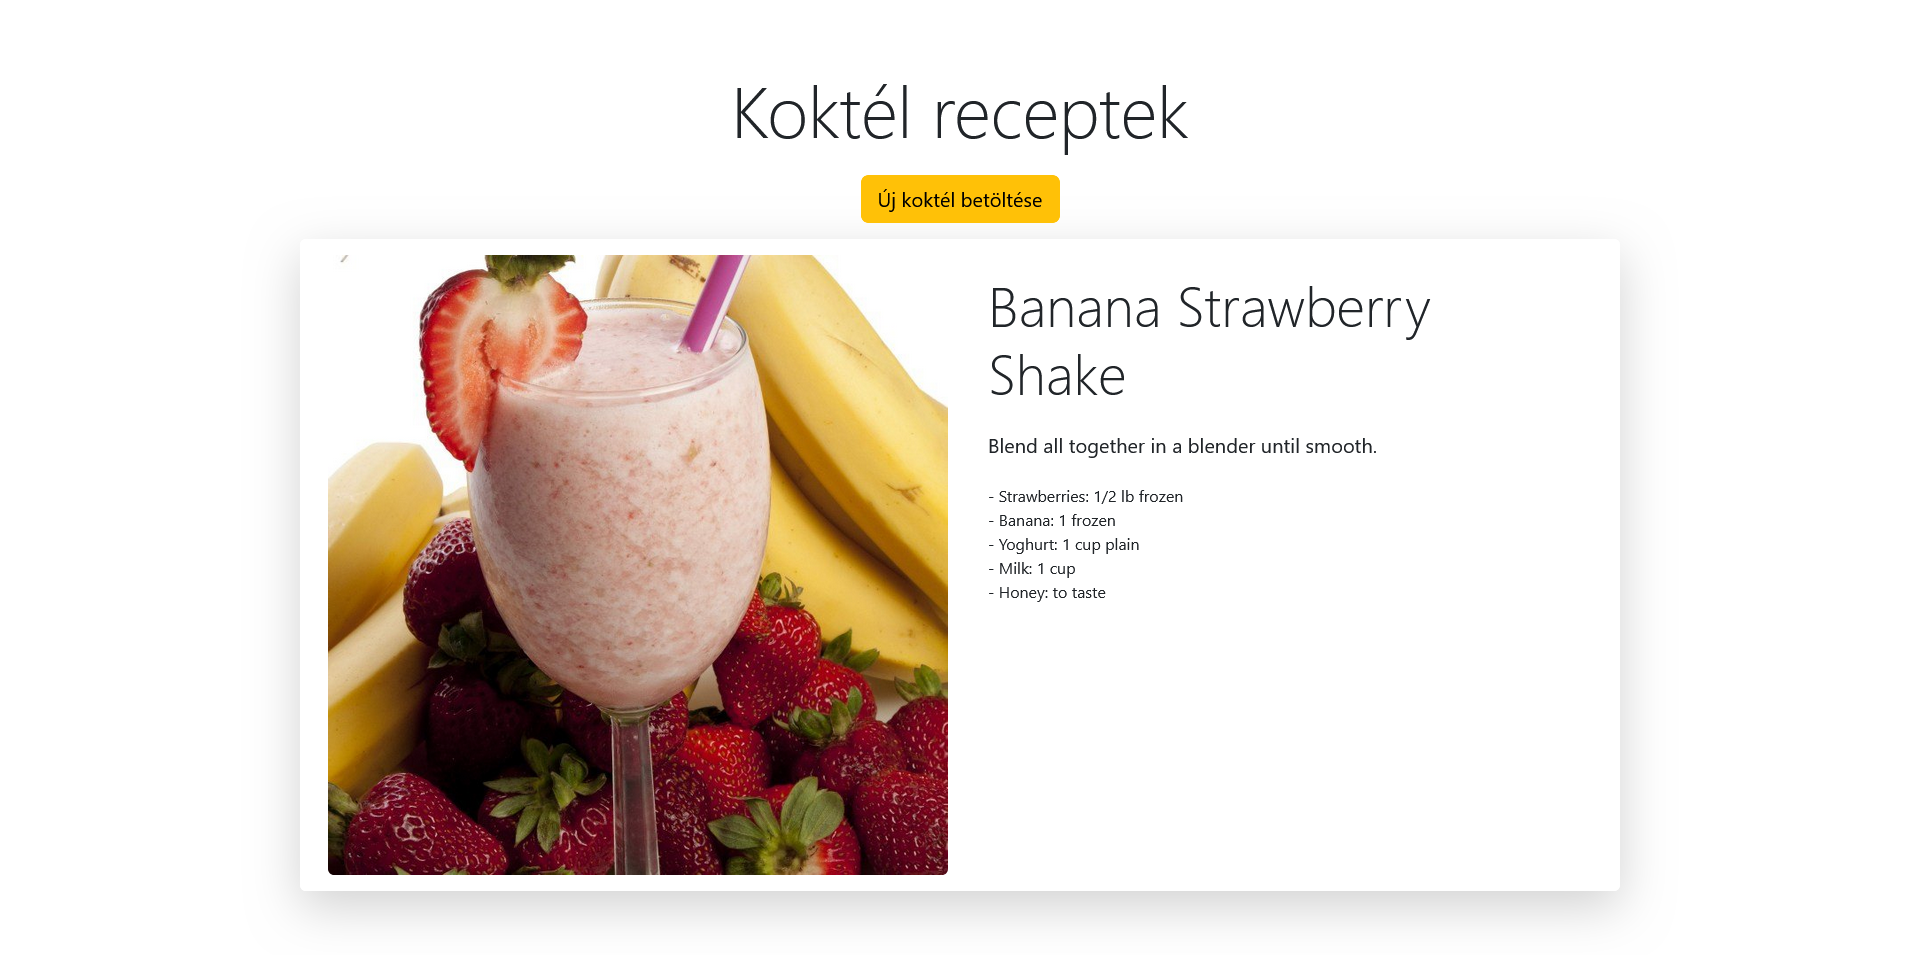 Koktél receptek
Új koktél betöltése
Banana Strawberry
Shake
Blend all together in a blender until smooth.
- Strawberries: 1/2 lb frozen
- Banana: 1 frozen
- Yoghurt: 1 cup plain
- Milk: 1 cup
- Honey: to taste